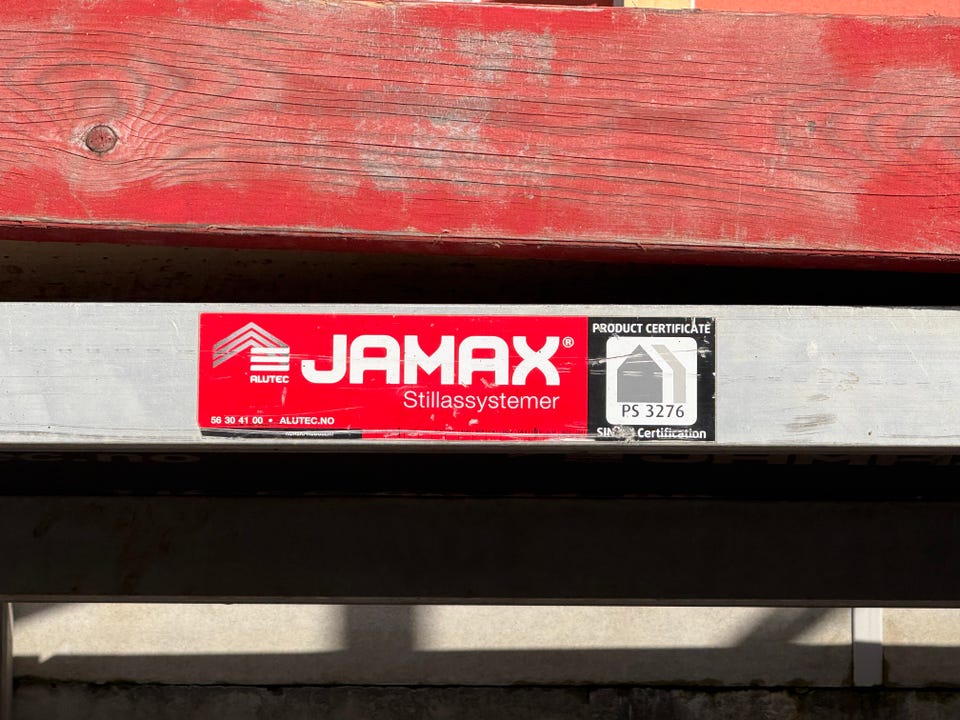 JAMAX®
ALUTEC
Stillassystemer
56 30 41 00 • ALUTEC.NO
PRODUCT CERTIFICATE
PS 3276
Certification